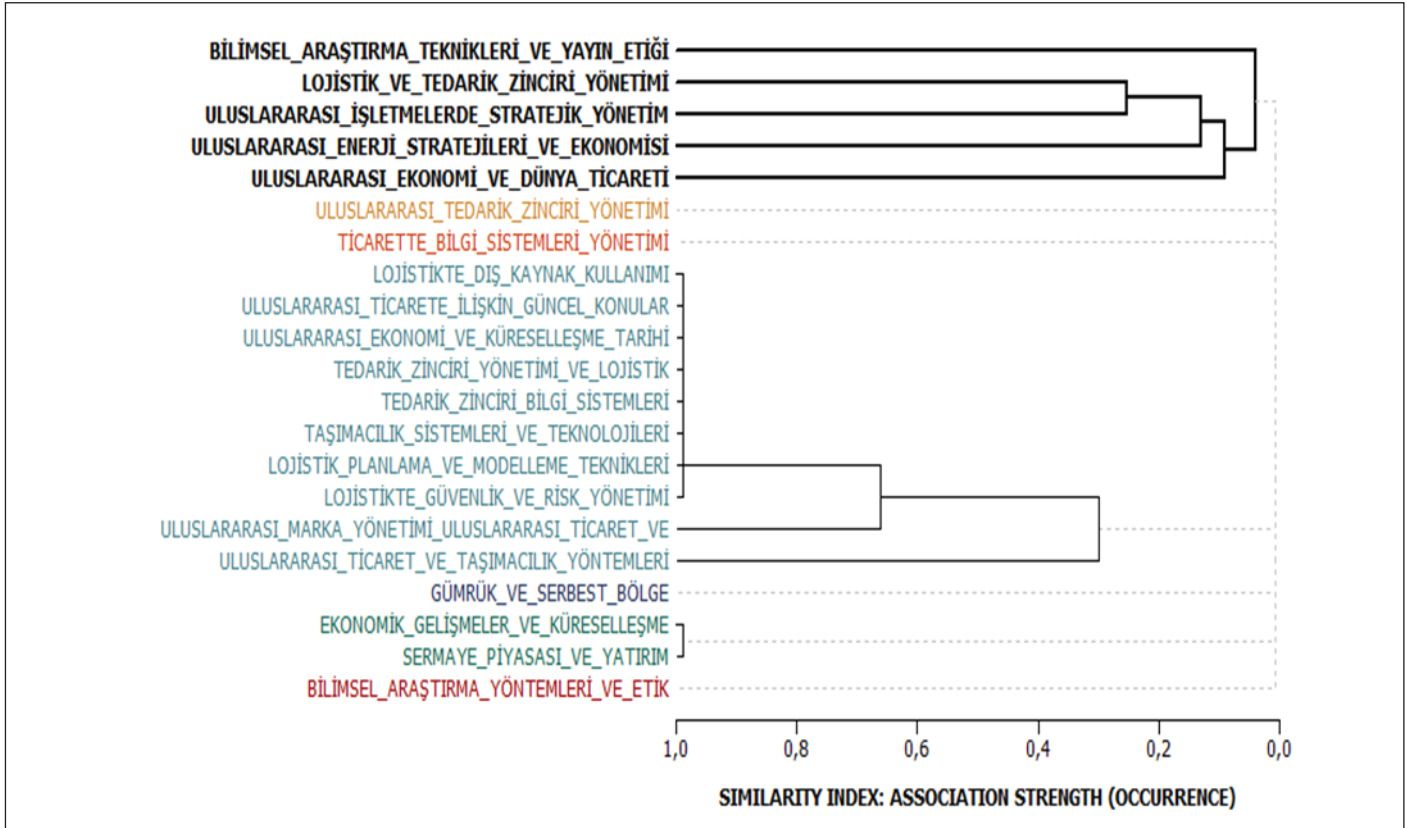 BİLİMSEL_ARAŞTIRMA_TEKNİKLERİ_VE_YAYIN_ETİĞİ
LOJİSTİK_VE_TEDARİK_ZİNCİRİ_YÖNETİMİ
ULUSLARARASI_İŞLETMELERDE_STRATEJİK_YÖNETİM
ULUSLARARASI_ENERJİ_STRATEJİLERİ_VE_EKONOMİSİ
ULUSLARARASI_EKONOMİ_VE_DÜNYA_TİCARETİ
ULUSLARARASI_TEDARİK_ZİNCİRİ_YÖNETİMİ
TİCARETTE_BİLGİ_SİSTEMLERİ_YÖNETİMİ
LOJİSTİKTE_DIŞ_KAYNAK_KULLANIMI
ULUSLARARASI_TİCARETE_İLİŞKİN_GÜNCEL_KONULAR
ULUSLARARASI_EKONOMİ_VE_KÜRESELLEŞME_TARİHİ
TEDARİK_ZİNCİRİ_YÖNETİMİ_VE_LOJİSTİK
TEDARİK_ZİNCİRİ_BİLGİ_SİSTEMLERİ
TAŞIMACILIK_SİSTEMLERİ_VE_TEKNOLOJİLERİ
LOJİSTİK_PLANLAMA_VE_MODELLEME_TEKNİKLERİ
LOJİSTİKTE_GÜVENLİK_VE_RİSK_YÖNETİMİ
ULUSLARARASI_MARKA_YÖNETİMİ_ULUSLARARASI_TİCARET_VE
ULUSLARARASI_TİCARET_VE_TAŞIMACILIK_YÖNTEMLERİ
GÜMRÜK_VE_SERBEST_BÖLGE
EKONOMİK_GELİŞMELER_VE_KÜRESELLEŞME
SERMAYE_PİYASASI_VE_YATIRIM
BİLİMSEL_ARAŞTIRMA_YÖNTEMLERİ_VE_ETİK
1,0 0,8 0,6 0,4 0,2 0,0
SIMILARITY INDEX: ASSOCIATION STRENGTH (OCCURRENCE)